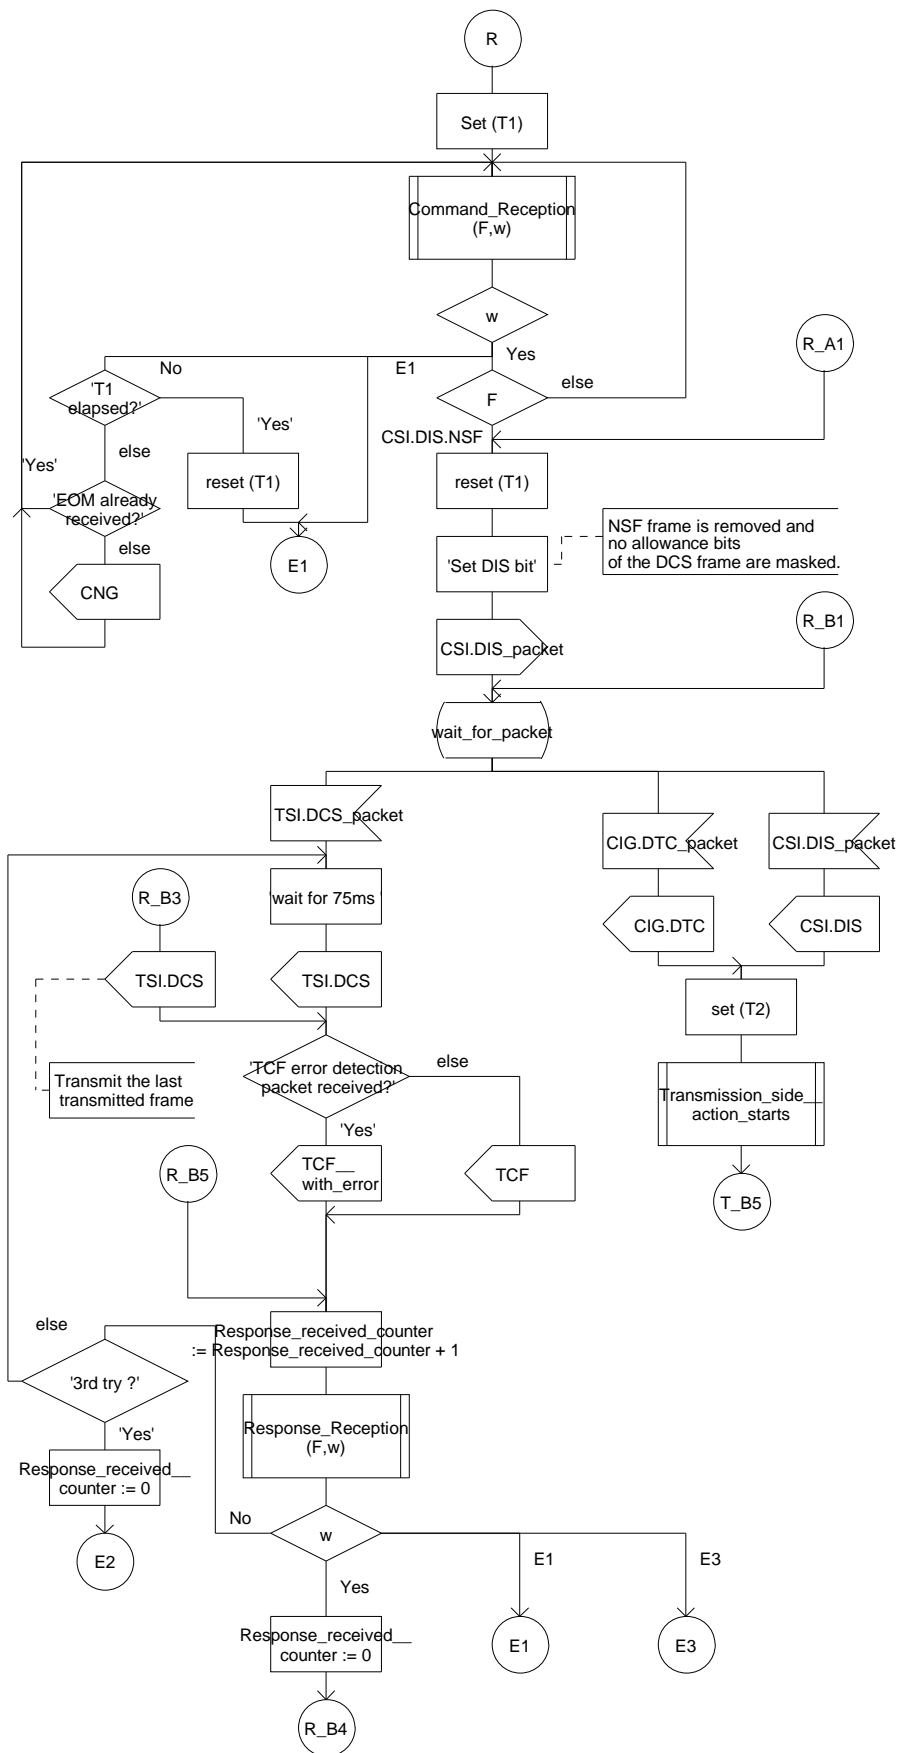 R
Set (T1)
Command_Reception
(F,w)
w
R_A1
No
E1
Yes
'T1
elapsed?'
F
else
'Yes'
CSI.DIS.NSF
else
'Yes'
reset (T1)
reset (T1)
'EOM already
received?'
NSF frame is removed and
no allowance bits
of the DCS frame are masked.
else
E1
'Set DIS bit'
CNG
R_B1
CSI.DIS_packet
wait_for_packet
TSI.DCS_packet
CIG.DTC_packet
CSI.DIS_packet
R_B3
'wait for 75ms '
CIG.DTC
CSI.DIS
TSI.DCS
TSI.DCS
set (T2)
'TCF error detection
packet received?'
else
Transmit the last
transmitted frame
Transmission_side__
action_starts
'Yes'
R_B5
TCF__
with_error
TCF
T_B5
else
Response_received_counter
:= Response_received_counter + 1
'3rd try ?'
'Yes'
Response_Reception
(F,w)
Response_received__
counter := 0
No
w
E2
E1
E3
Yes
Response_received__
counter := 0
E1
E3
R_B4